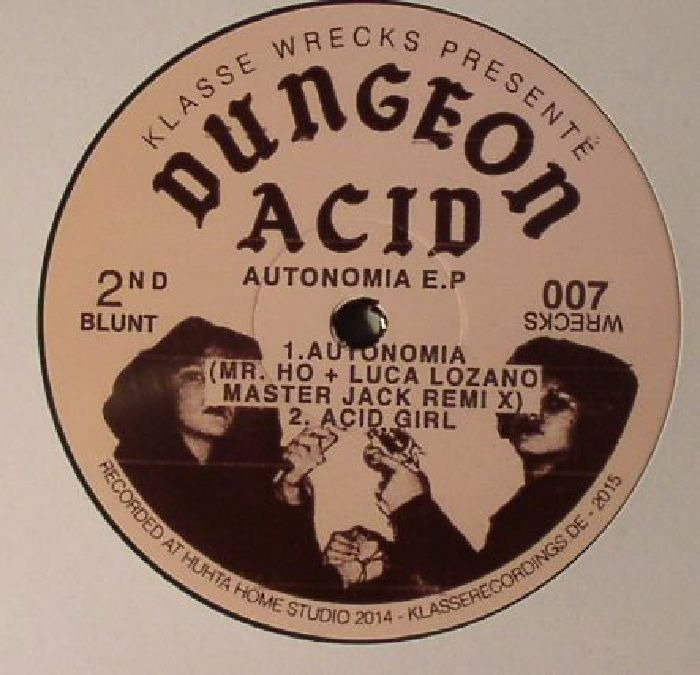 KLASSE WRECKS PRESENTÉ
DUNGEON
ACID
AUTONOMIA E.P
2ND
BLUNT
007
WRECKS
1.AUTONOMIA
(MR. HO + LUCA LOZANO
MASTER JACK REMI X)
2. ACID GIRL
RECORDED AT HUHTA HOME STUDIO 2014 - KLASSERECORDINGS.DE - 2015